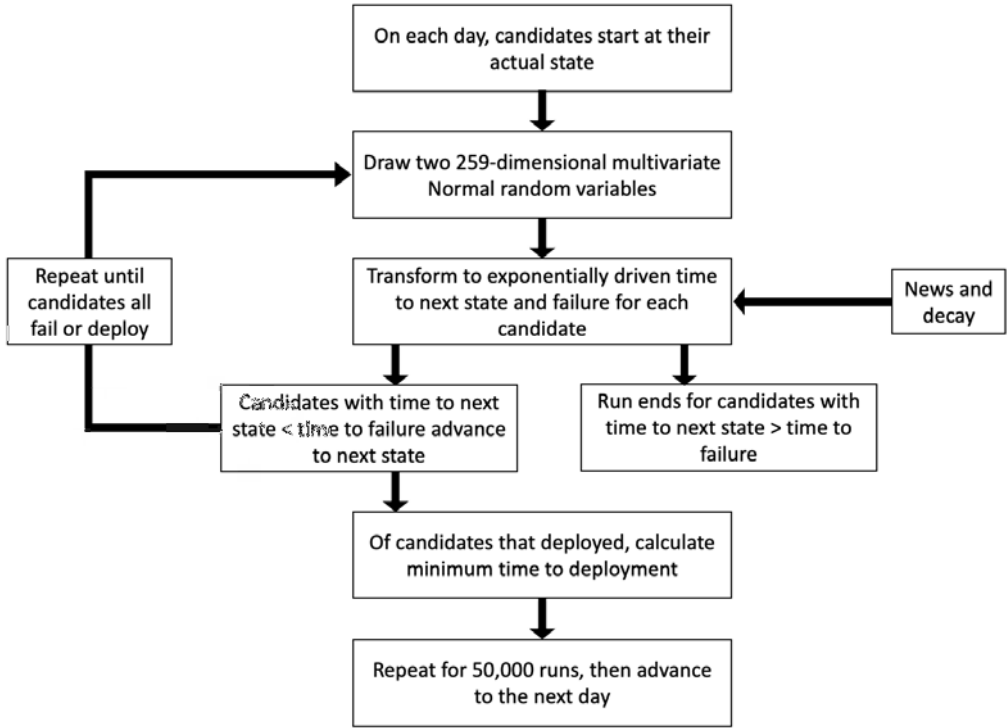 On each day, candidates start at their
actual state
Draw two 259-dimensional multivariate
Normal random variables
Repeat until
candidates all
fail or deploy
Transform to exponentially driven time
to next state and failure for each
candidate
News and
decay
Candidates with time to next
state < time to failure advance
to next state
Run ends for candidates with
time to next state > time to
failure
Of candidates that deployed, calculate
minimum time to deployment
Repeat for 50,000 runs, then advance
to the next day